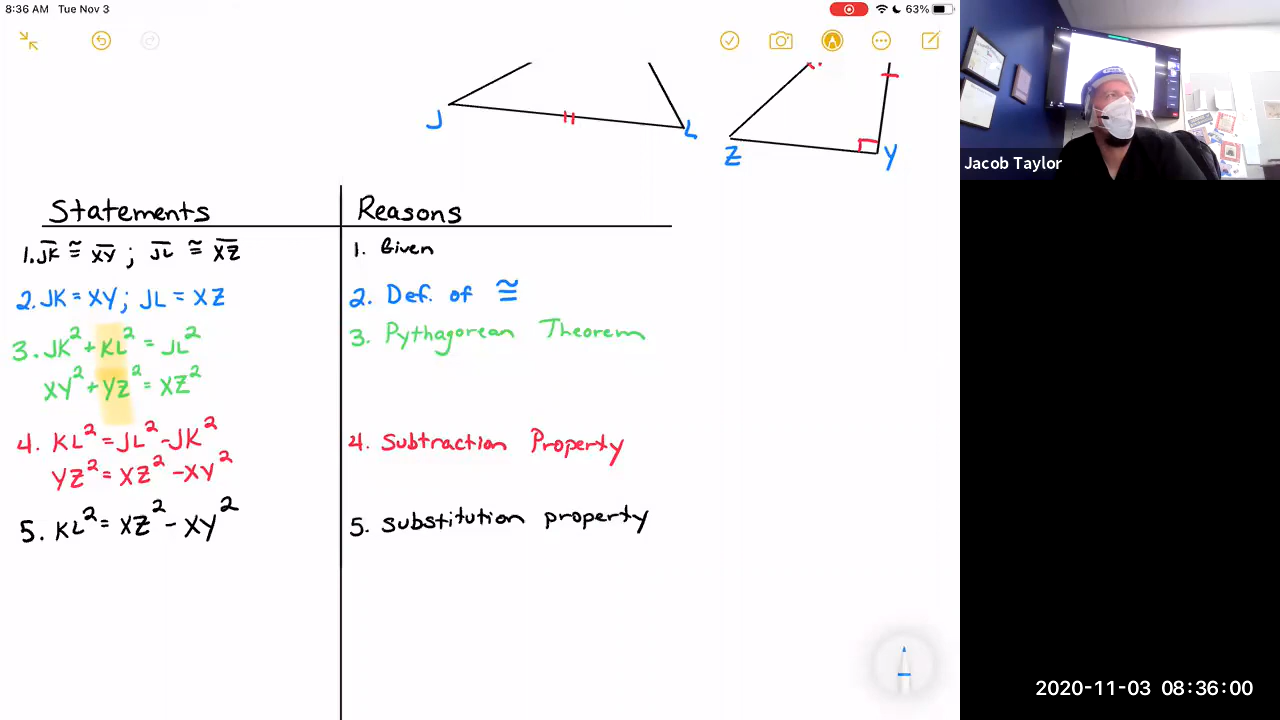 8:36 AM Tue Nov 3
63%
J
L
Z
Y
Jacob Taylor
Statements
Reasons
1. JK ≅ XY ; JL ≅ XZ
1. Given
2. JK = XY; JL = XZ
2. Def. of ≅
3. JK² + KL² = JL²
3. Pythagorean Theorem
XY² + YZ² = XZ²
4. KL² = JL² - JK²
4. Subtraction Property
YZ² = XZ² - XY²
5. KL² = XZ² - XY²
5. substitution property
2020-11-03 08:36:00